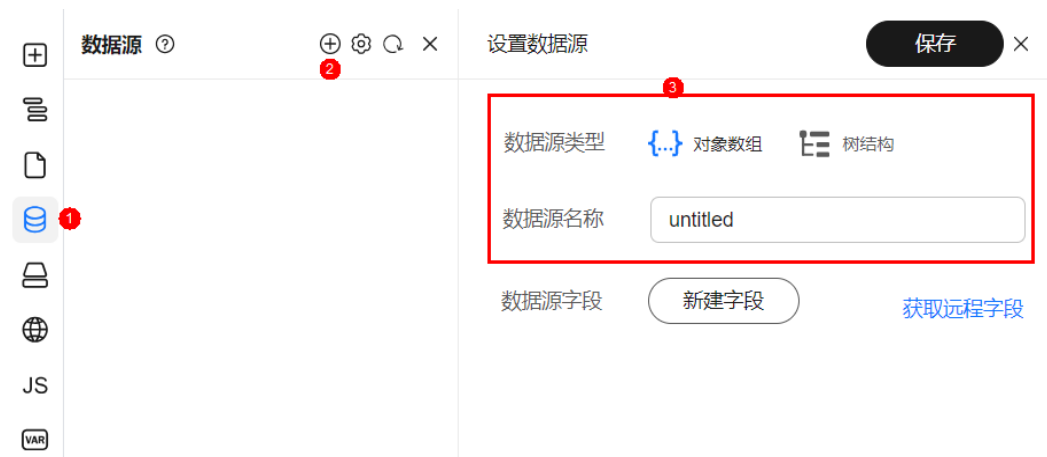 数据源
2
设置数据源
保存
3
数据源类型
{...} 对象数组
树结构
1
数据源名称
untitled
数据源字段
新建字段
获取远程字段
JS
VAR